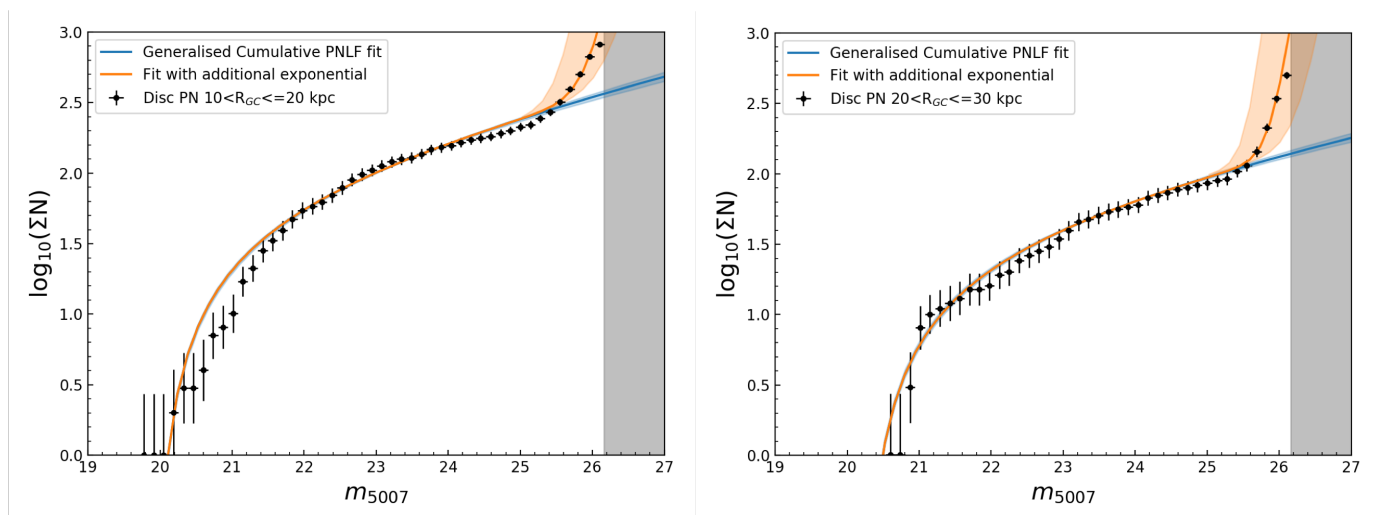 3.0
2.5
2.0
1.5
1.0
0.5
0.0
log₁₀(ΣN)
Generalised Cumulative PNLF fit
Fit with additional exponential
Disc PN 10<R_GC<=20 kpc
19 20 21 22 23 24 25 26 27
m₅₀₀₇
3.0
2.5
2.0
1.5
1.0
0.5
0.0
log₁₀(ΣN)
Generalised Cumulative PNLF fit
Fit with additional exponential
Disc PN 20<R_GC<=30 kpc
19 20 21 22 23 24 25 26 27
m₅₀₀₇